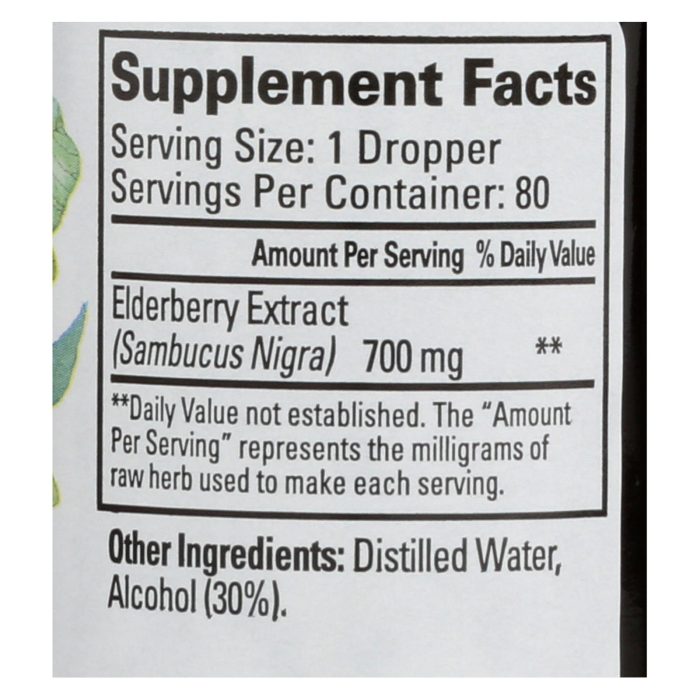 Supplement Facts
Serving Size: 1 Dropper
Servings Per Container: 80
Amount Per Serving % Daily Value
Elderberry Extract
(Sambucus Nigra) 700 mg **
**Daily Value not established. The “Amount
Per Serving” represents the milligrams of
raw herb used to make each serving.
Other Ingredients: Distilled Water,
Alcohol (30%).